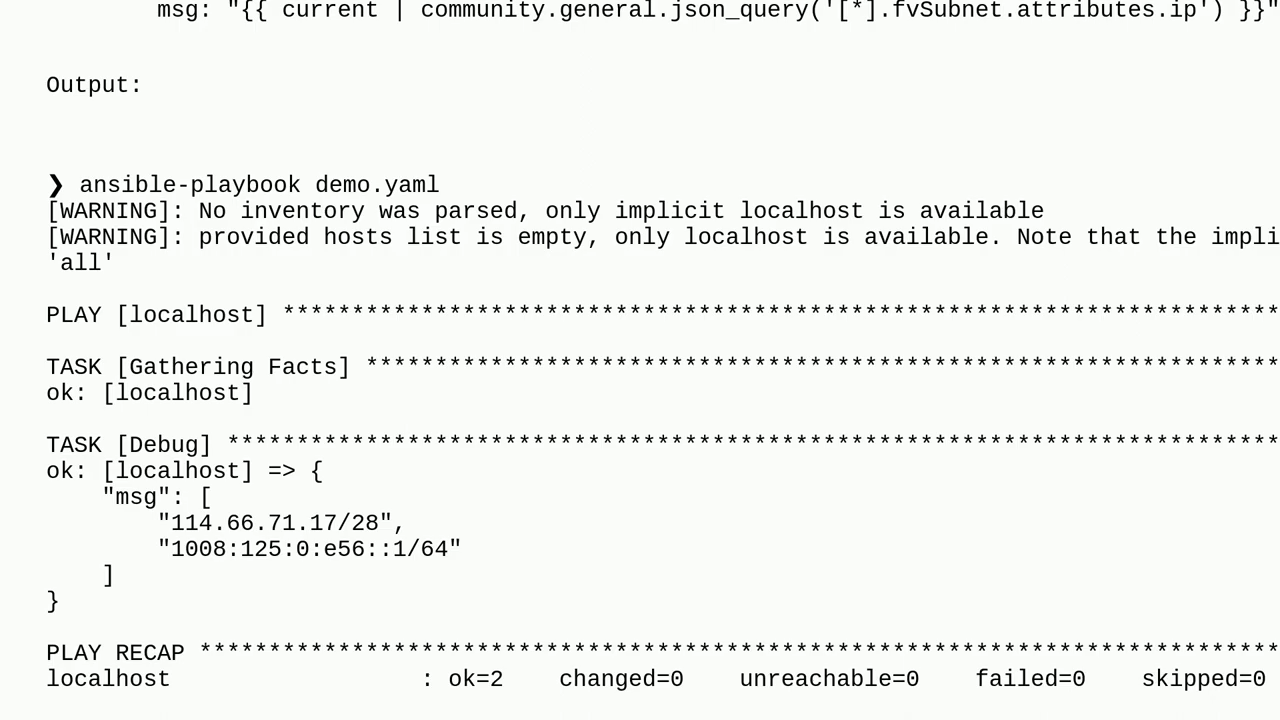 msg: "{{ current | community.general.json_query('[*].fvSubnet.attributes.ip') }}"
Output:
❯ ansible-playbook demo.yaml
[WARNING]: No inventory was parsed, only implicit localhost is available
[WARNING]: provided hosts list is empty, only localhost is available. Note that the impli
'all'
PLAY [localhost] ************************************************************************
TASK [Gathering Facts] ******************************************************************
ok: [localhost]
TASK [Debug] ****************************************************************************
ok: [localhost] => {
    "msg": [
        "114.66.71.17/28",
        "1008:125:0:e56::1/64"
    ]
}
PLAY RECAP ******************************************************************************
localhost                  : ok=2    changed=0    unreachable=0    failed=0    skipped=0